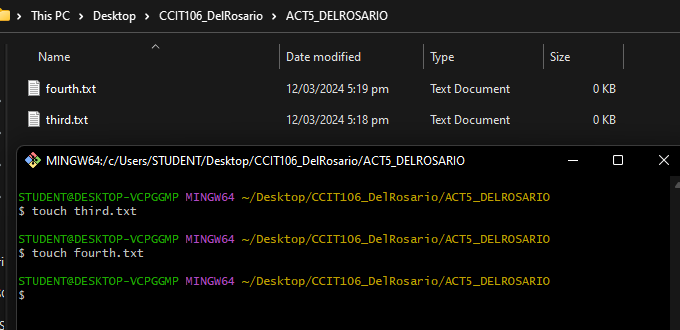 This PC > Desktop > CCIT106_DelRosario > ACT5_DELROSARIO
Name Date modified Type Size
fourth.txt 12/03/2024 5:19 pm Text Document 0 KB
third.txt 12/03/2024 5:18 pm Text Document 0 KB
MINGW64:/c/Users/STUDENT/Desktop/CCIT106_DelRosario/ACT5_DELROSARIO
STUDENT@DESKTOP-VCPGGMP MINGW64 ~/Desktop/CCIT106_DelRosario/ACT5_DELROSARIO
$ touch third.txt
STUDENT@DESKTOP-VCPGGMP MINGW64 ~/Desktop/CCIT106_DelRosario/ACT5_DELROSARIO
$ touch fourth.txt
STUDENT@DESKTOP-VCPGGMP MINGW64 ~/Desktop/CCIT106_DelRosario/ACT5_DELROSARIO
$